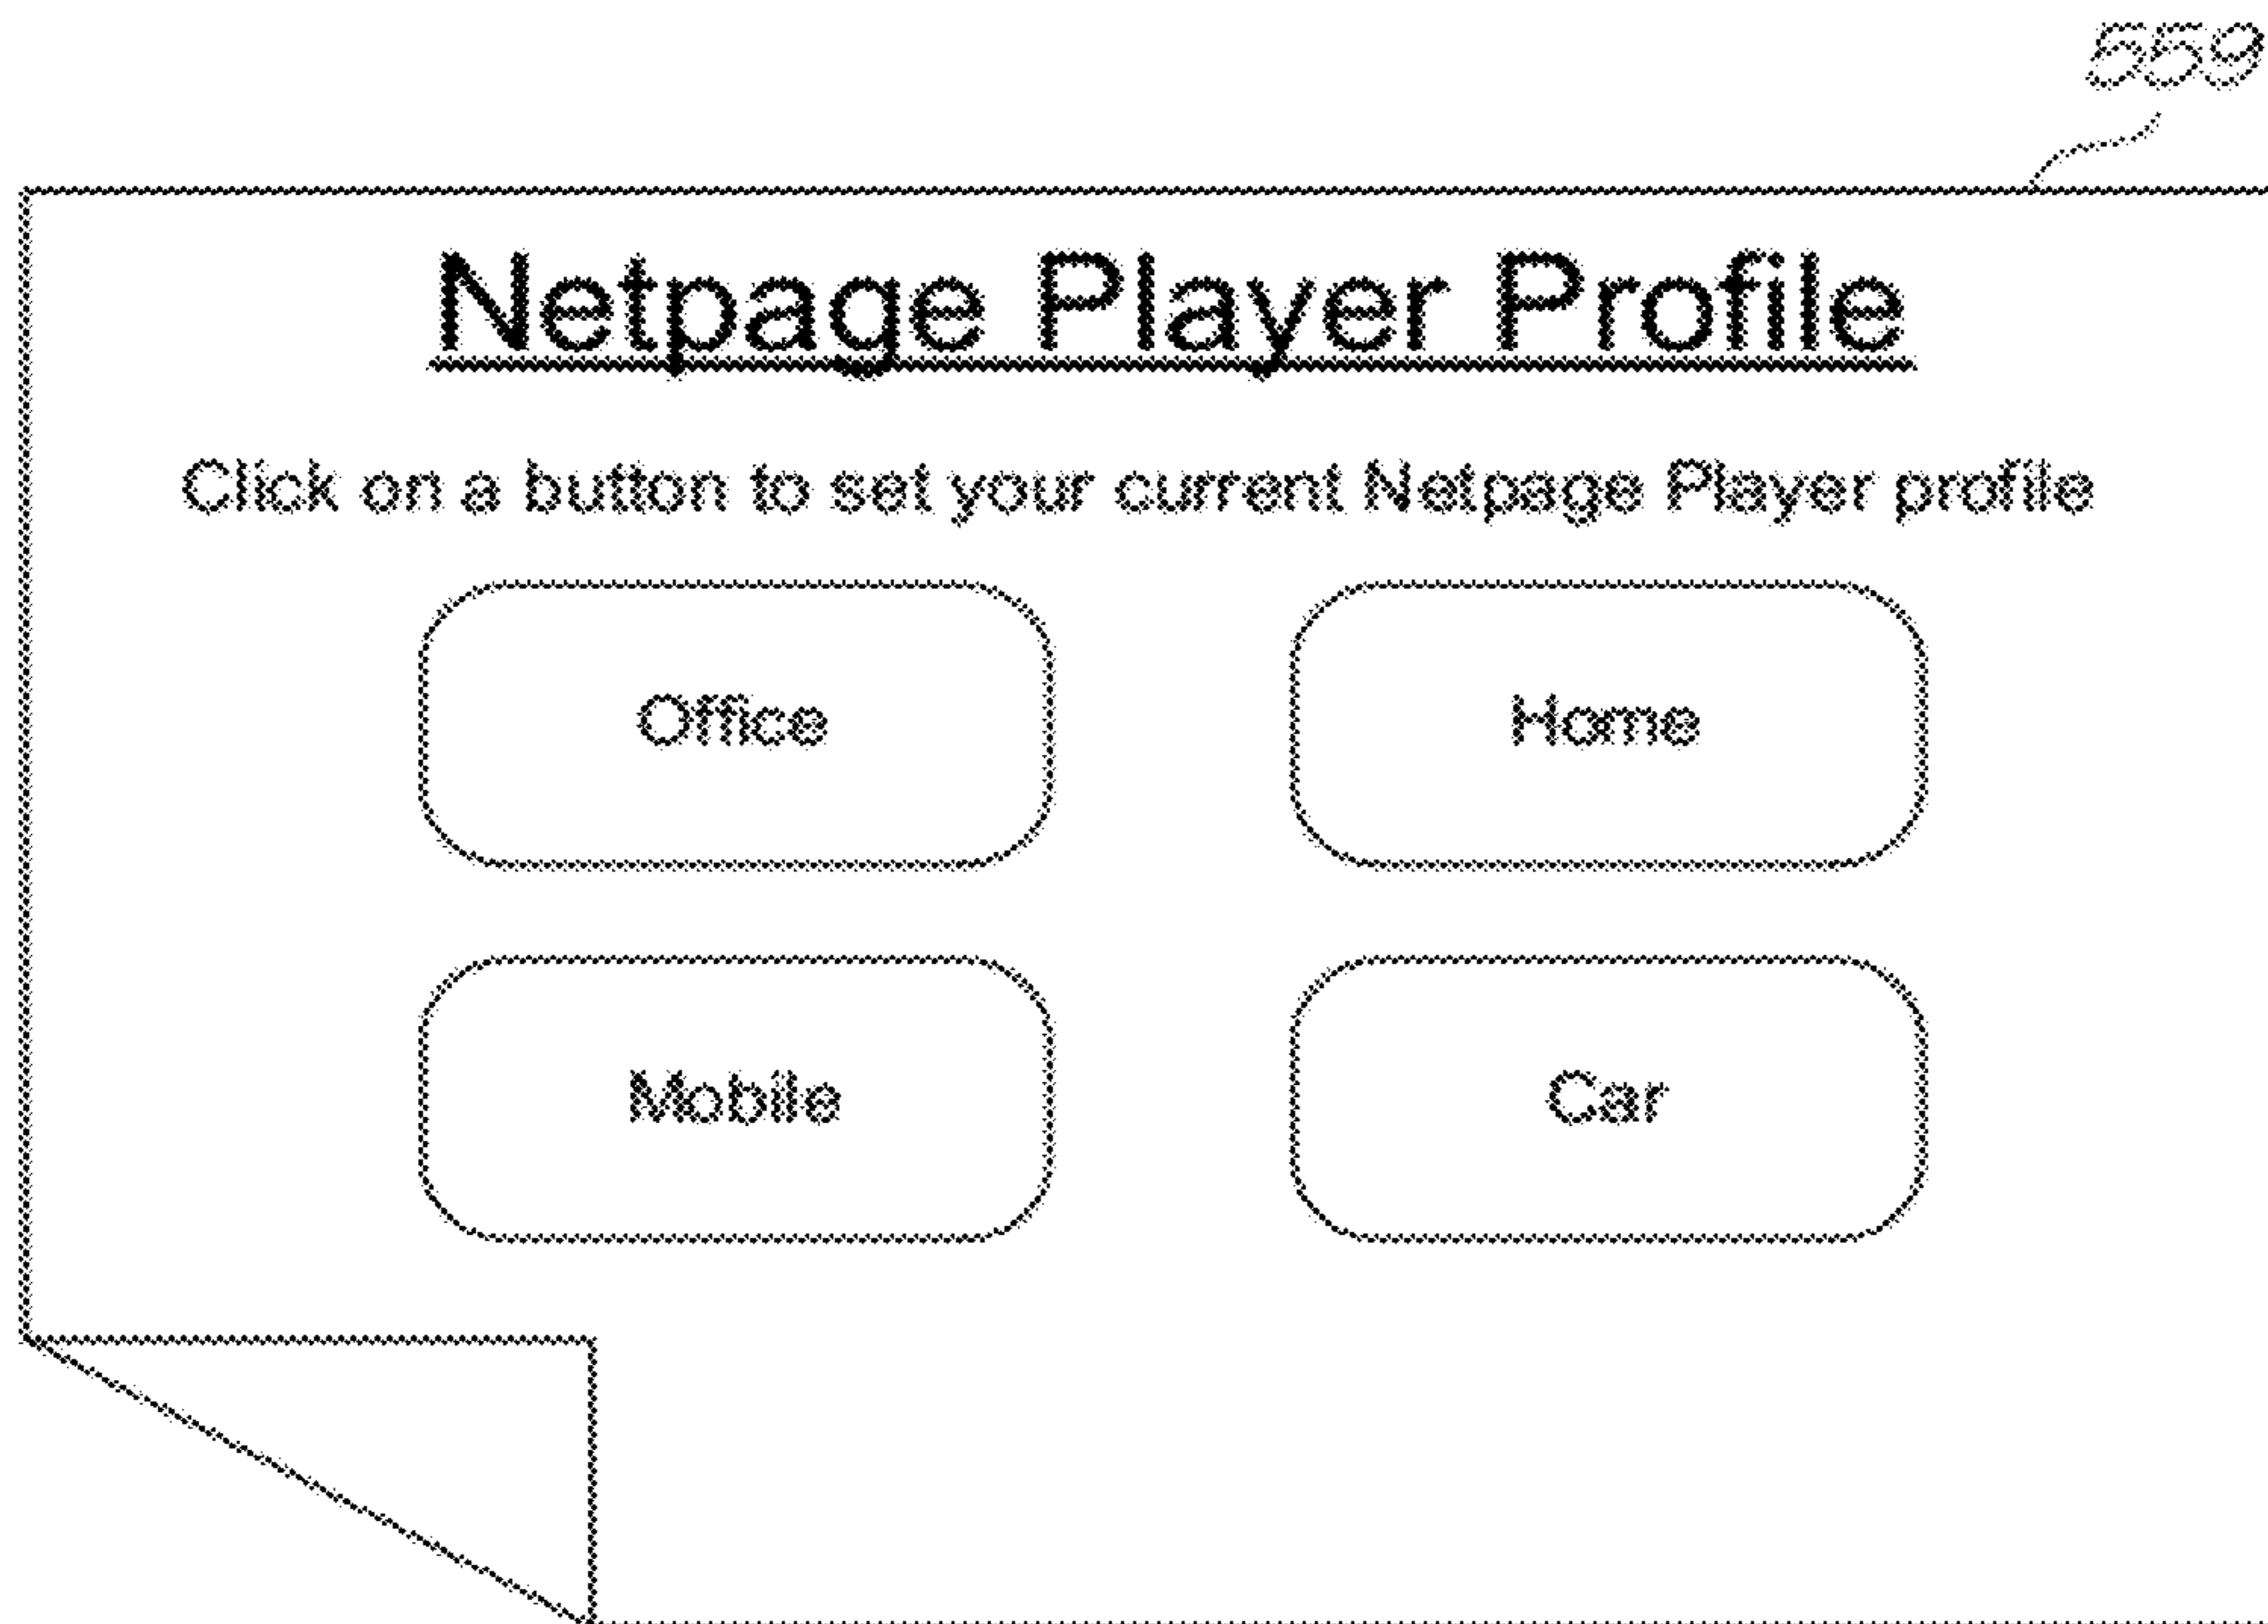 559
Netpage Player Profile
Click on a button to set your current Netpage Player profile
Office Home
Mobile Car